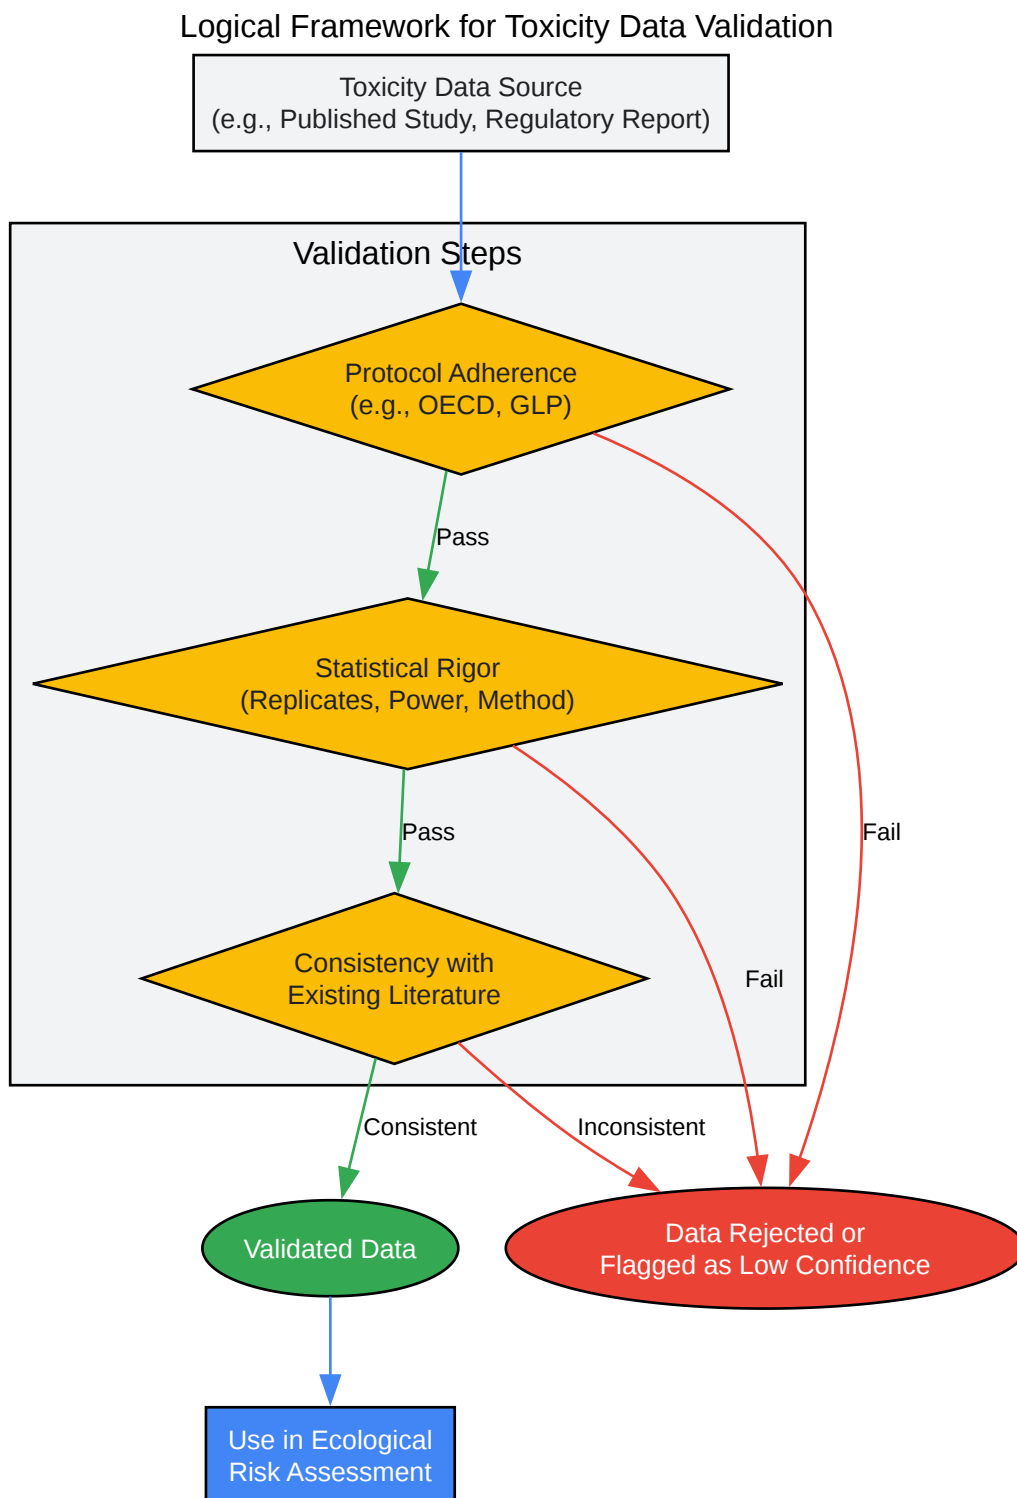 Logical Framework for Toxicity Data Validation
Toxicity Data Source
(e.g., Published Study, Regulatory Report)
Validation Steps
Protocol Adherence
(e.g., OECD, GLP)
Pass
Statistical Rigor
(Replicates, Power, Method)
Pass
Fail
Consistency with
Existing Literature
Fail
Consistent
Inconsistent
Validated Data
Data Rejected or
Flagged as Low Confidence
Use in Ecological
Risk Assessment